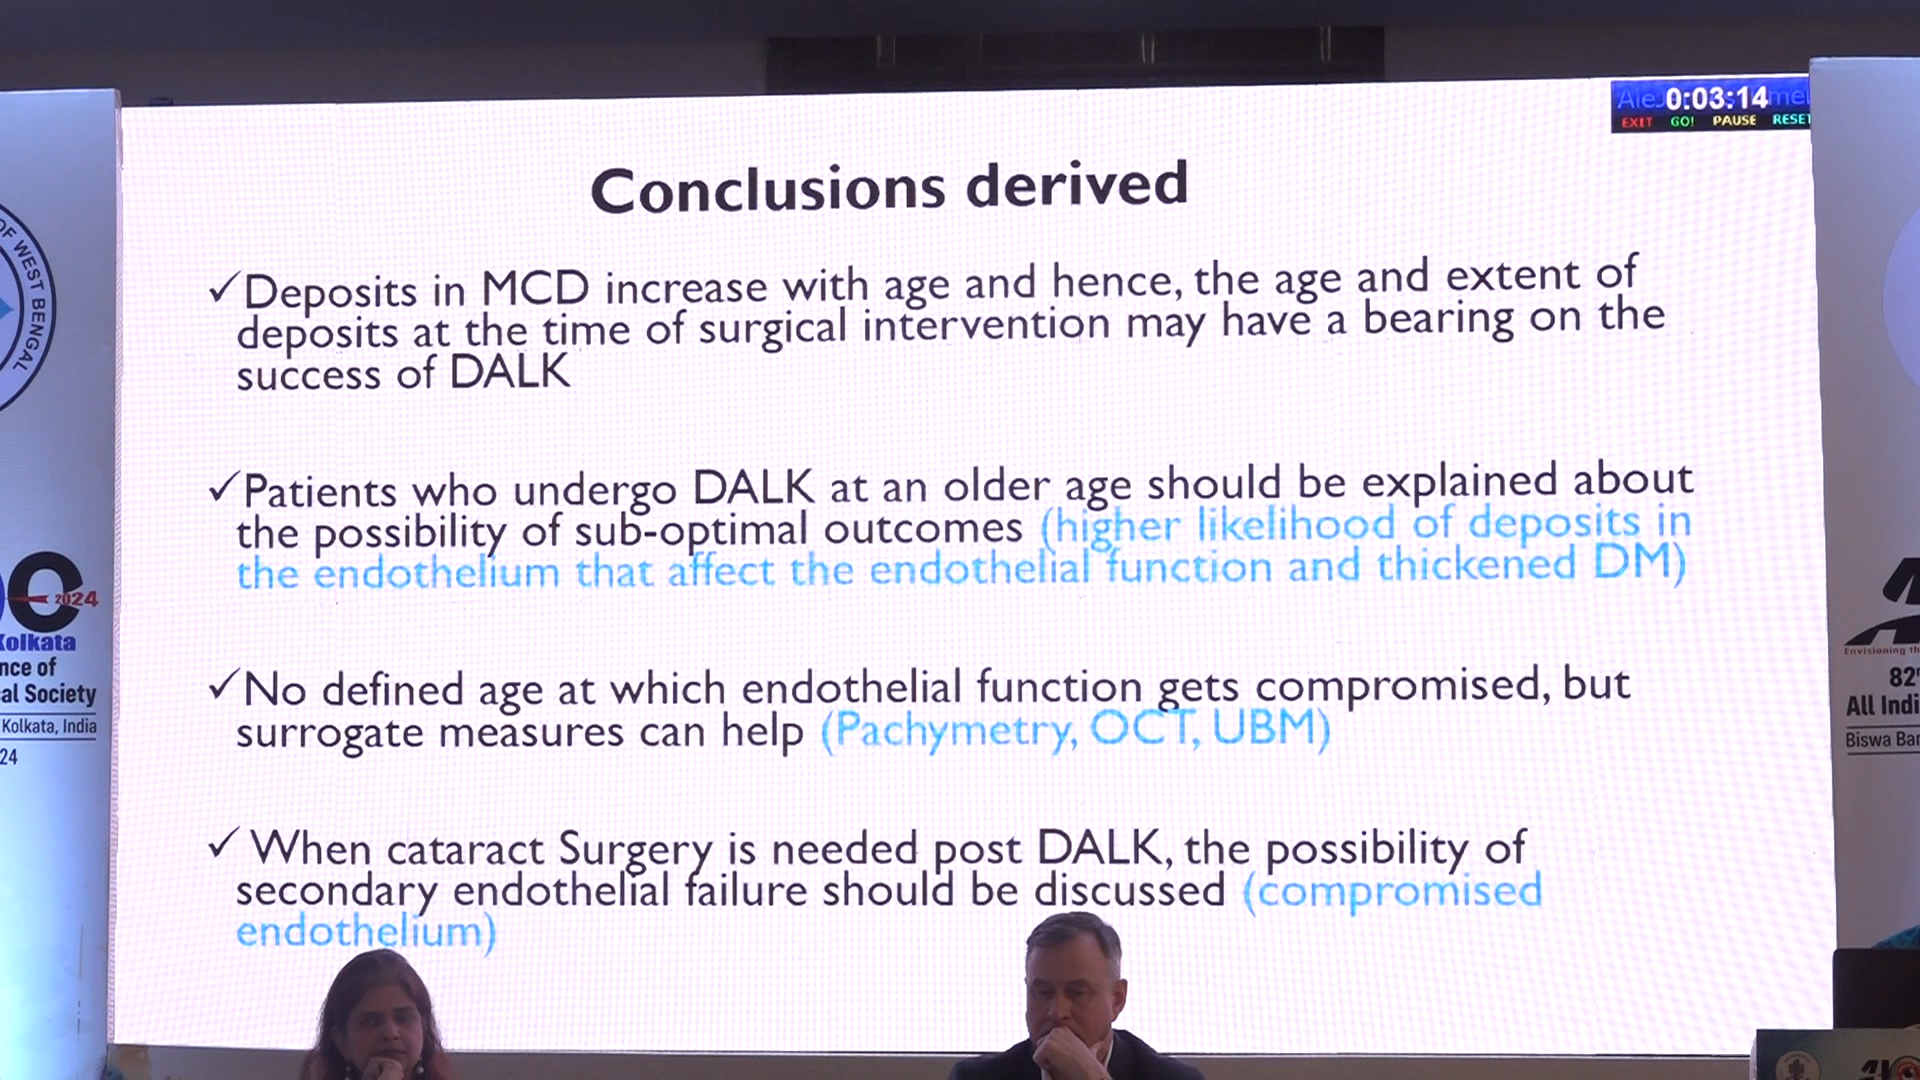 Conclusions derived
✓Deposits in MCD increase with age and hence, the age and extent of
deposits at the time of surgical intervention may have a bearing on the
success of DALK
✓Patients who undergo DALK at an older age should be explained about
the possibility of sub-optimal outcomes (higher likelihood of deposits in
the endothelium that affect the endothelial function and thickened DM)
✓No defined age at which endothelial function gets compromised, but
surrogate measures can help (Pachymetry, OCT, UBM)
✓ When cataract Surgery is needed post DALK, the possibility of
secondary endothelial failure should be discussed (compromised
endothelium)
0:03:14
EXIT GO! PAUSE RESET
OF WEST BENGAL
2024
Kolkata
nce of
al Society
Kolkata, India
24
Envisioning th
82
All Indi
Biswa Ban